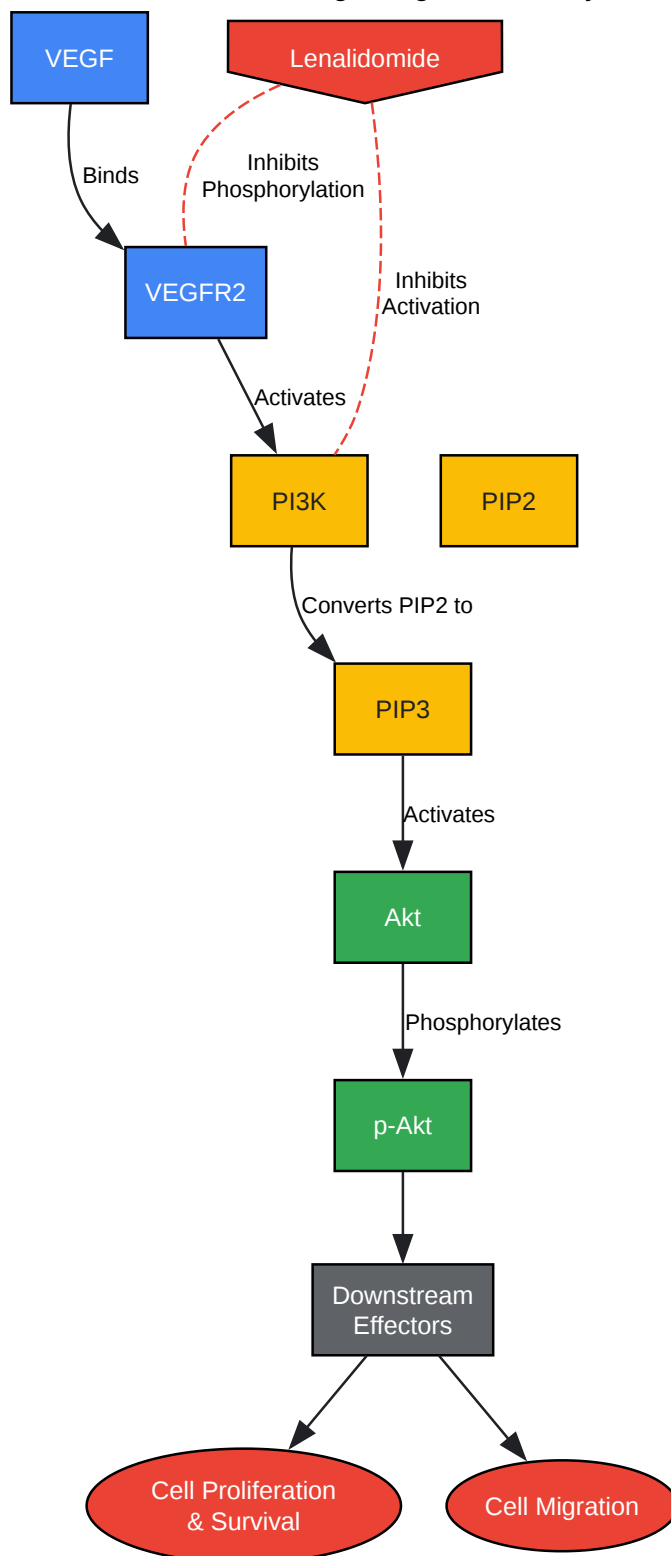 VEGF
Lenalidomide
Binds
Inhibits
Phosphorylation
VEGFR2
Inhibits
Activation
Activates
PI3K
PIP2
Converts PIP2 to
PIP3
Activates
Akt
Phosphorylates
p-Akt
Downstream
Effectors
Cell Proliferation
& Survival
Cell Migration